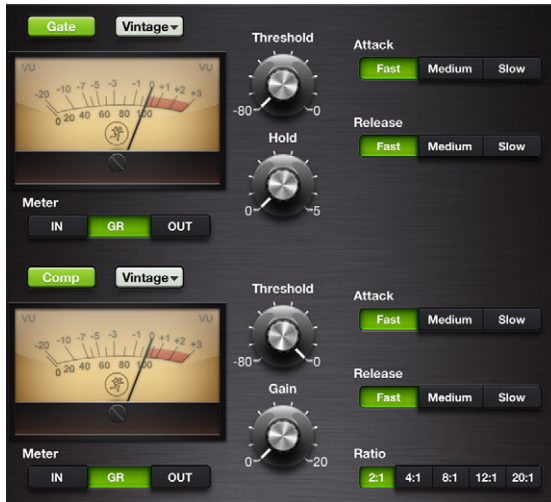 Gate
Vintage
VU VU
-20 -10 -7 -5 -3 -1 0 +1 +2 +3
0 20 40 60 80 100
Meter
IN GR OUT
Threshold
-80 0
Hold
0 5
Attack
Fast Medium Slow
Release
Fast Medium Slow
Comp
Vintage
VU VU
-20 -10 -7 -5 -3 -1 0 +1 +2 +3
0 20 40 60 80 100
Meter
IN GR OUT
Threshold
-80 0
Gain
0 20
Attack
Fast Medium Slow
Release
Fast Medium Slow
Ratio
2:1 4:1 8:1 12:1 20:1